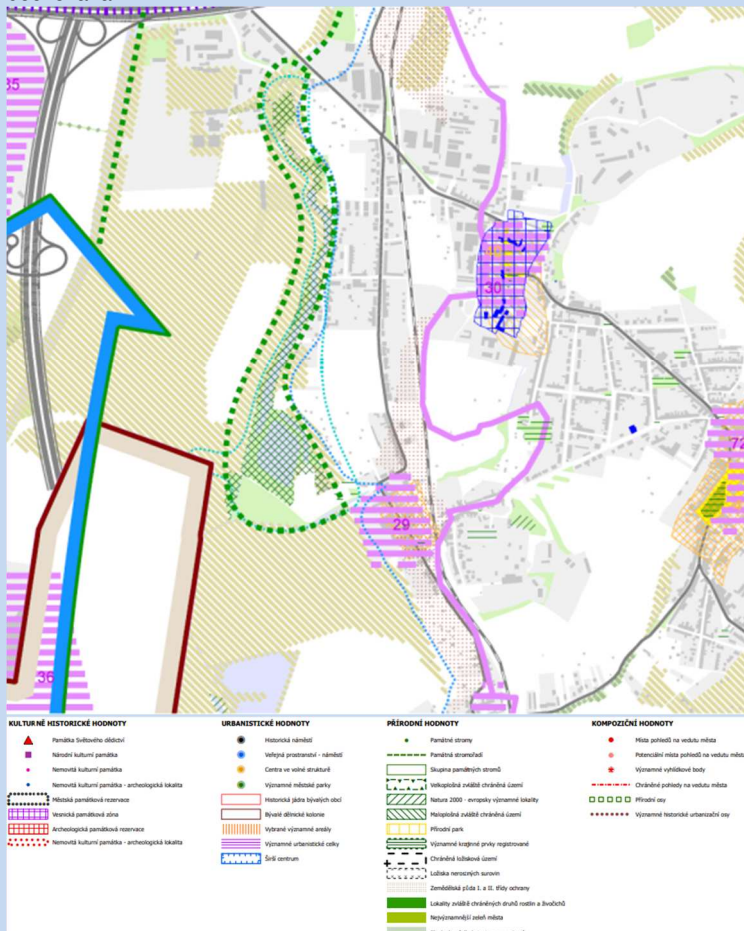 35
30
72
29
36
KULTURNĚ HISTORICKÉ HODNOTY
Památka Světového dědictví
Národní kulturní památka
Nemovitá kulturní památka
Nemovitá kulturní památka - archeologická lokalita
Městská památková rezervace
Vesnická památková zóna
Archeologická památková rezervace
Nemovitá kulturní památka - archeologická lokalita
URBANISTICKÉ HODNOTY
Historická náměstí
Veřejná prostranství - náměstí
Centra ve volné struktuře
Významné městské parky
Historická jádra bývalých obcí
Bývalé dělnické kolonie
Vybrané významné areály
Významné urbanistické celky
Širší centrum
PŘÍRODNÍ HODNOTY
Památné stromy
Památná stromořadí
Skupina památných stromů
Velkoplošná zvláště chráněná území
Natura 2000 - evropsky významné lokality
Maloplošná zvláště chráněná území
Přírodní park
Významné krajinné prvky registrované
Chráněná ložisková území
Ložiska nerostných surovin
Zemědělská půda I. a II. třídy ochrany
Lokality zvláště chráněných druhů rostlin a živočichů
Nejvýznamnější zeleň města
KOMPOZIČNÍ HODNOTY
Místa pohledů na vedutu města
Potenciální místa pohledů na vedutu města
Významné vyhlídkové body
Chráněné pohledy na vedutu města
Přírodní osy
Významné historické urbanizační osy